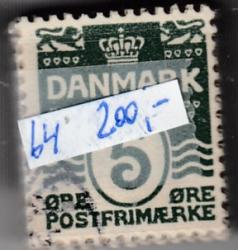 DANMARK
64 200,-
5
ØRE ØRE
POSTFRIMÆRKE